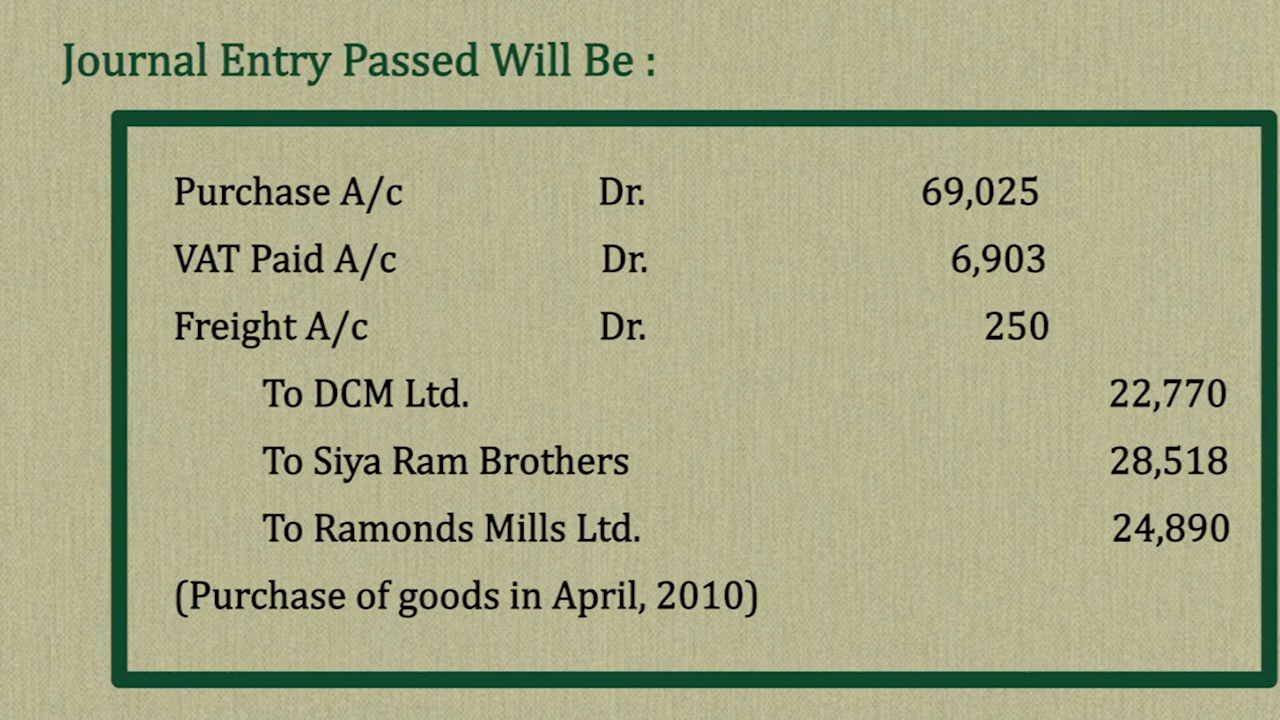 Journal Entry Passed Will Be :
Purchase A/c Dr. 69,025
VAT Paid A/c Dr. 6,903
Freight A/c Dr. 250
To DCM Ltd. 22,770
To Siya Ram Brothers 28,518
To Ramonds Mills Ltd. 24,890
(Purchase of goods in April, 2010)